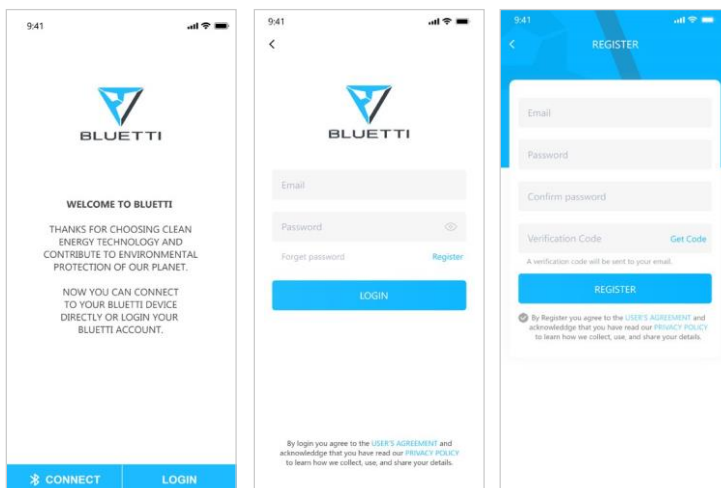 9:41
BLUETTI
WELCOME TO BLUETTI
THANKS FOR CHOOSING CLEAN
ENERGY TECHNOLOGY AND
CONTRIBUTE TO ENVIRONMENTAL
PROTECTION OF OUR PLANET.
NOW YOU CAN CONNECT
TO YOUR BLUETTI DEVICE
DIRECTLY OR LOGIN YOUR
BLUETTI ACCOUNT.
CONNECT
LOGIN
9:41
BLUETTI
Email
Password
Forget password
Register
LOGIN
By login you agree to the USER'S AGREEMENT and
acknowleddge that you have read our PRIVACY POLICY
to learn how we collect, use, and share your details.
9:41
REGISTER
Email
Password
Confirm password
Verification Code
Get Code
A verification code will be sent to your email.
REGISTER
By Register you agree to the USER'S AGREEMENT and
acknowleddge that you have read our PRIVACY POLICY
to learn how we collect, use, and share your details.